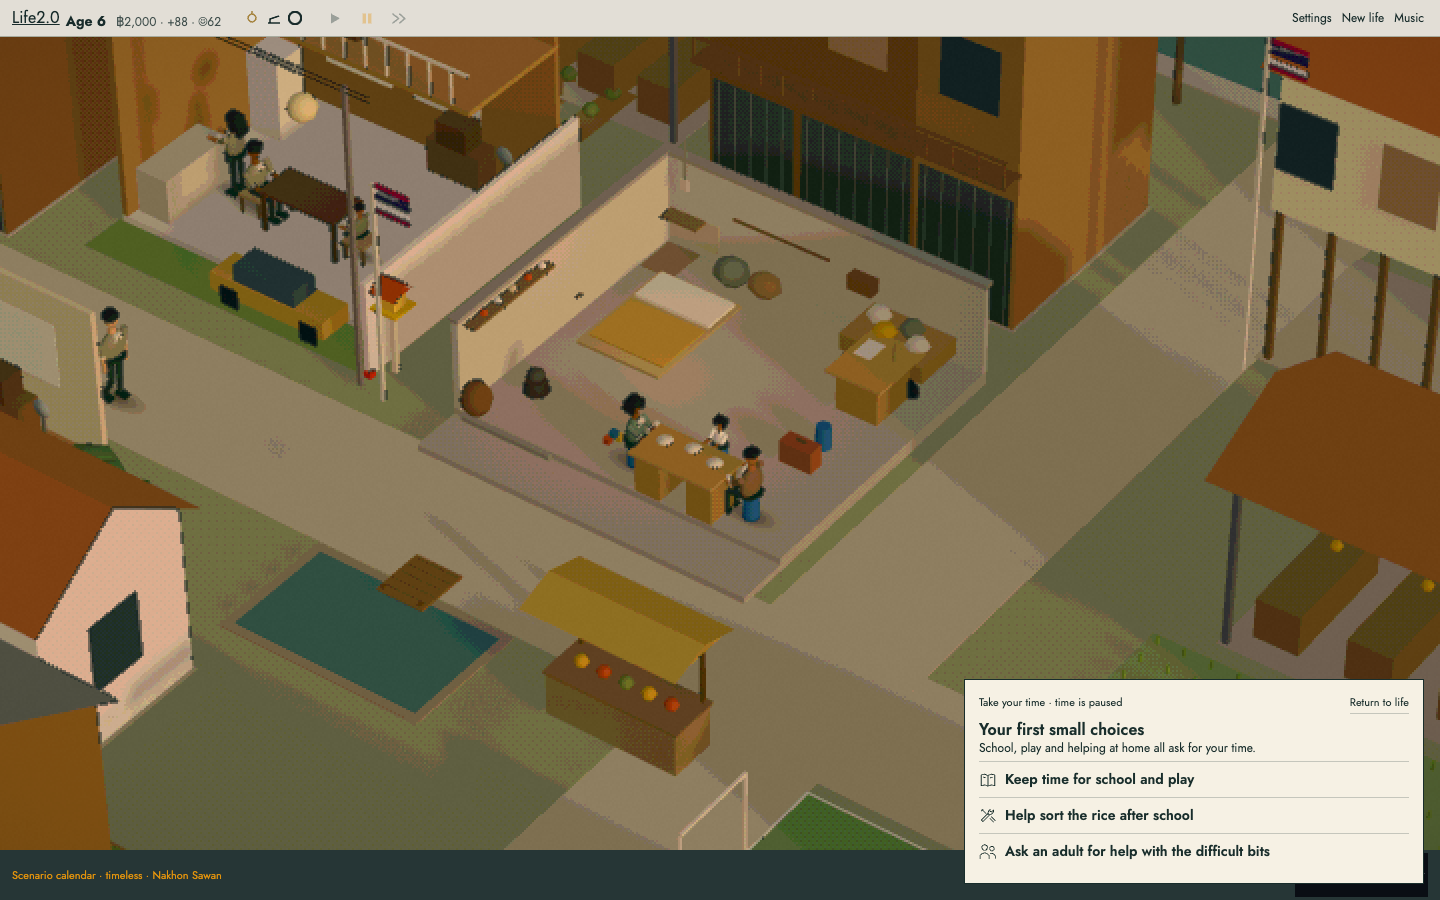 Life2.0 Age 6 ฿2,000 · +88 · ◎62
Settings New life Music
Take your time · time is paused Return to life
Your first small choices
School, play and helping at home all ask for your time.
Keep time for school and play
Help sort the rice after school
Ask an adult for help with the difficult bits
Scenario calendar · timeless · Nakhon Sawan